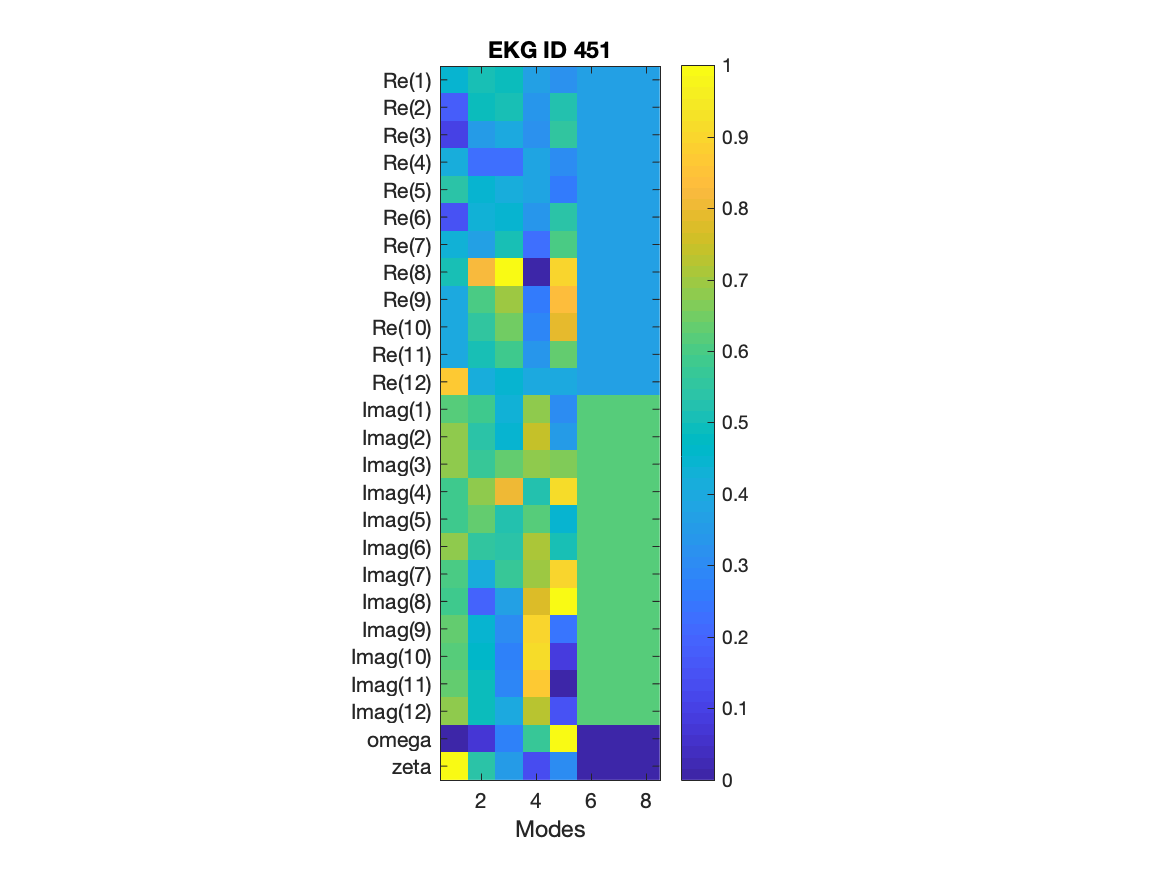 EKG ID 451
Re(1)
Re(2)
Re(3)
Re(4)
Re(5)
Re(6)
Re(7)
Re(8)
Re(9)
Re(10)
Re(11)
Re(12)
Imag(1)
Imag(2)
Imag(3)
Imag(4)
Imag(5)
Imag(6)
Imag(7)
Imag(8)
Imag(9)
Imag(10)
Imag(11)
Imag(12)
omega
zeta
2 4 6 8
Modes
1
0.9
0.8
0.7
0.6
0.5
0.4
0.3
0.2
0.1
0